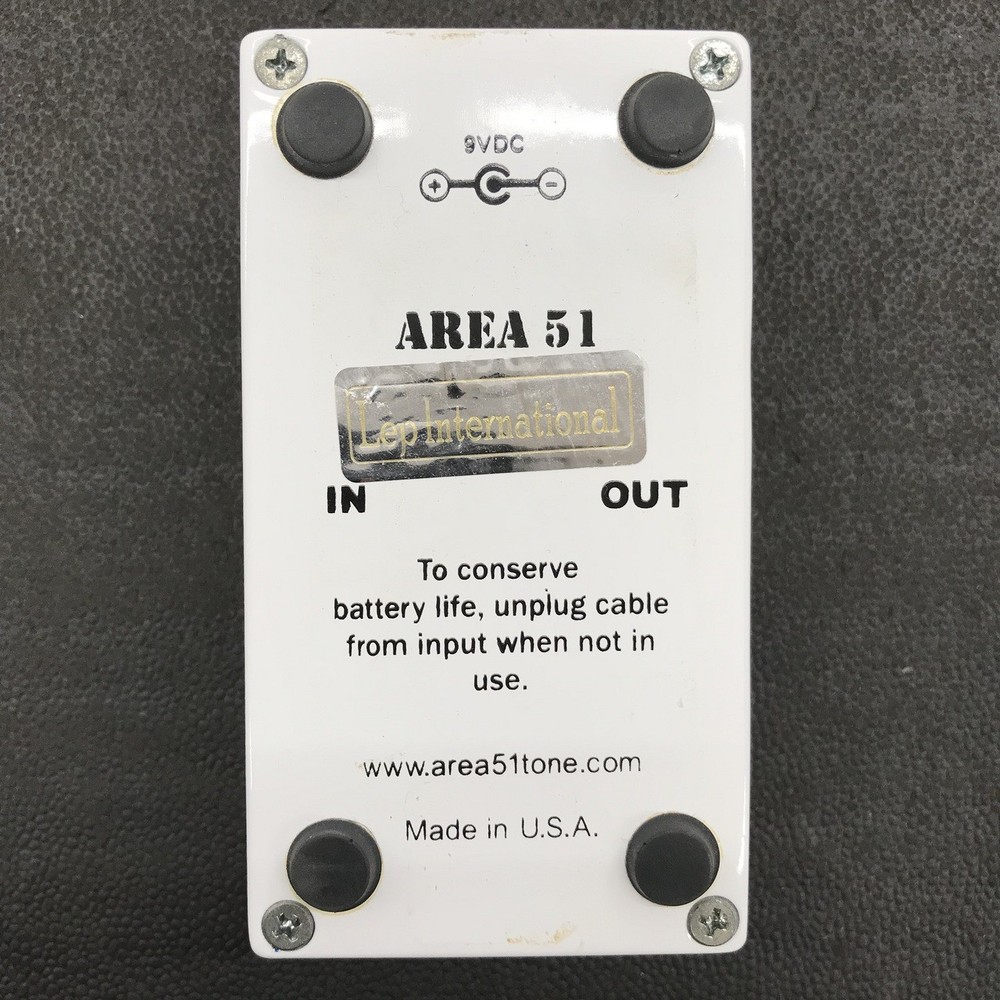 9VDC
+ -
AREA 51
Lep International
IN OUT
To conserve
battery life, unplug cable
from input when not in
use.
www.area51tone.com
Made in U.S.A.